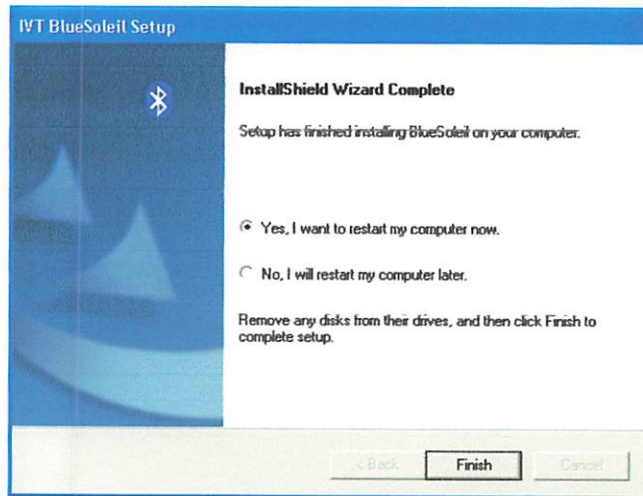 IVT BlueSoleil Setup
InstallShield Wizard Complete
Setup has finished installing BlueSoleil on your computer.
Yes, I want to restart my computer now.
No, I will restart my computer later.
Remove any disks from their drives, and then click Finish to
complete setup.
< Back
Finish
Cancel